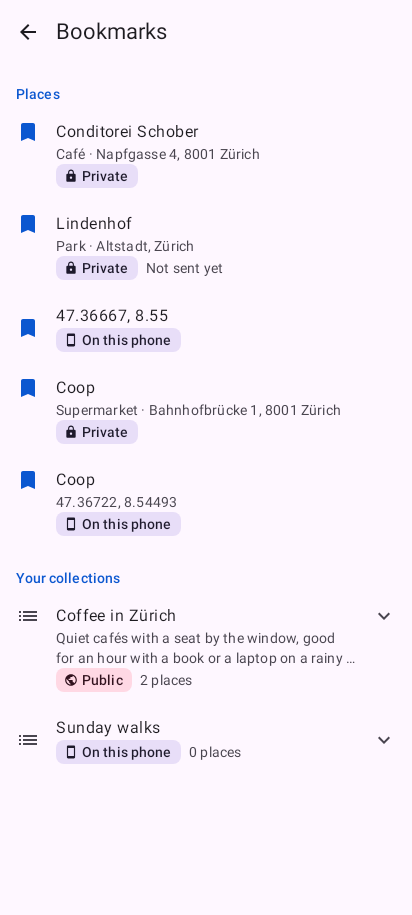 Bookmarks
Places
Conditorei Schober
Café · Napfgasse 4, 8001 Zürich
Private
Lindenhof
Park · Altstadt, Zürich
Private Not sent yet
47.36667, 8.55
On this phone
Coop
Supermarket · Bahnhofbrücke 1, 8001 Zürich
Private
Coop
47.36722, 8.54493
On this phone
Your collections
Coffee in Zürich
Quiet cafés with a seat by the window, good
for an hour with a book or a laptop on a rainy …
Public 2 places
Sunday walks
On this phone 0 places